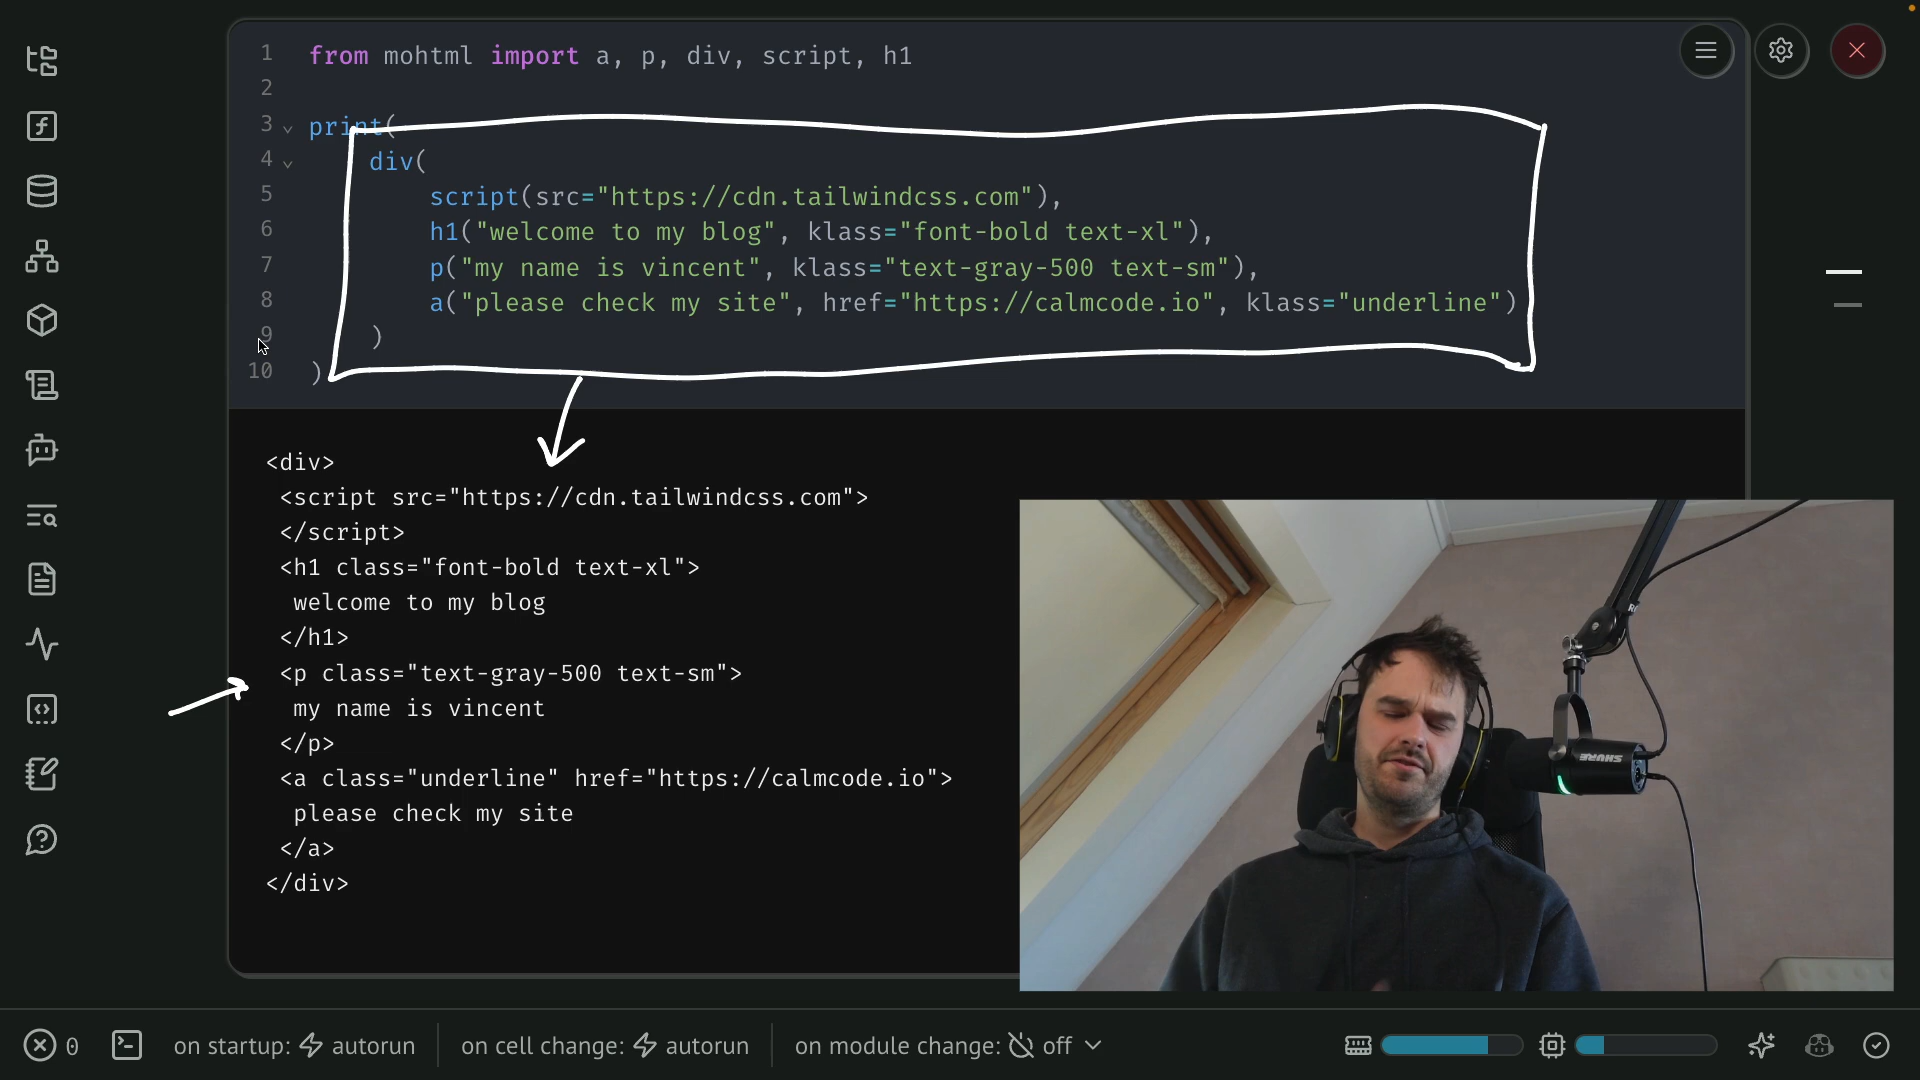 1 from mohtml import a, p, div, script, h1
2
3 print(
4 div(
5 script(src="https://cdn.tailwindcss.com"),
6 h1("welcome to my blog", klass="font-bold text-xl"),
7 p("my name is vincent", klass="text-gray-500 text-sm"),
8 a("please check my site", href="https://calmcode.io", klass="underline")
9 )
10 )
<div>
<script src="https://cdn.tailwindcss.com">
</script>
<h1 class="font-bold text-xl">
welcome to my blog
</h1>
<p class="text-gray-500 text-sm">
my name is vincent
</p>
<a class="underline" href="https://calmcode.io">
please check my site
</a>
</div>
SHURE
0 on startup: autorun on cell change: autorun on module change: off